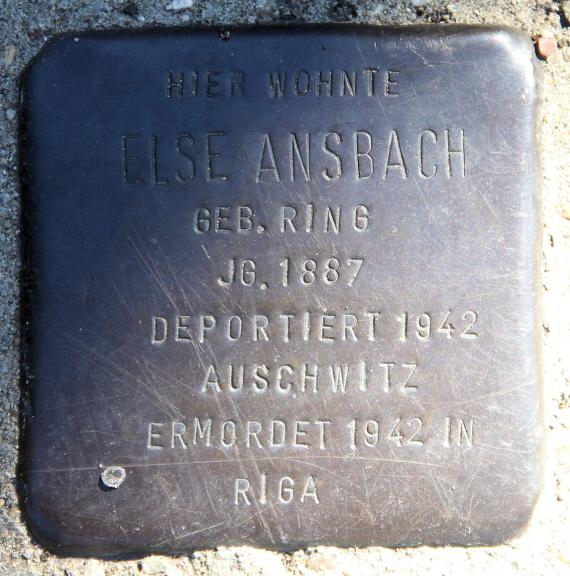 HIER WOHNTE
ELSE ANSBACH
GEB. RING
JG. 1887
DEPORTIERT 1942
AUSCHWITZ
ERMORDET 1942 IN
RIGA